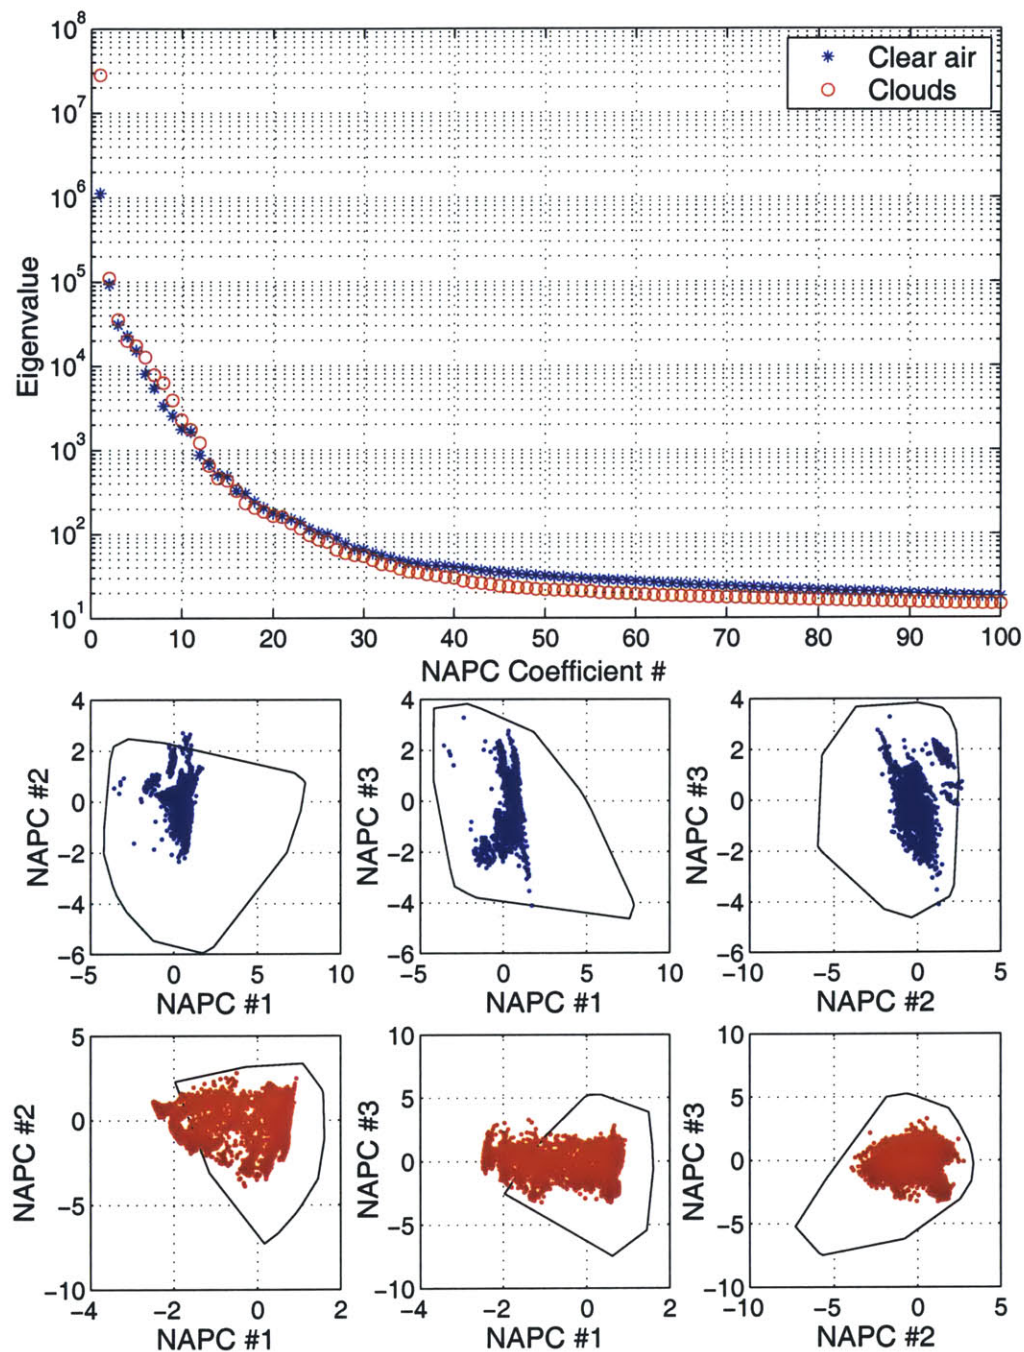 10^8
10^7
10^6
10^5
10^4
10^3
10^2
10^1
Eigenvalue
Clear air
Clouds
0 10 20 30 40 50 60 70 80 90 100
NAPC Coefficient #
4
2
0
−2
−4
−6
NAPC #2
−5 0 5 10
NAPC #1
4
2
0
−2
−4
−6
NAPC #3
−5 0 5 10
NAPC #1
4
2
0
−2
−4
−6
NAPC #3
−10 −5 0 5
NAPC #2
5
0
−5
−10
NAPC #2
−4 −2 0 2
NAPC #1
10
5
0
−5
−10
NAPC #3
−4 −2 0 2
NAPC #1
10
5
0
−5
−10
NAPC #3
−10 −5 0 5
NAPC #2